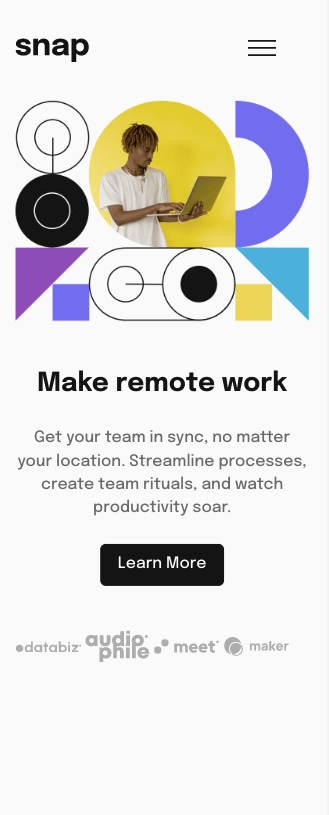 snap
Make remote work
Get your team in sync, no matter
your location. Streamline processes,
create team rituals, and watch
productivity soar.
Learn More
databiz
audiophile
meet
maker